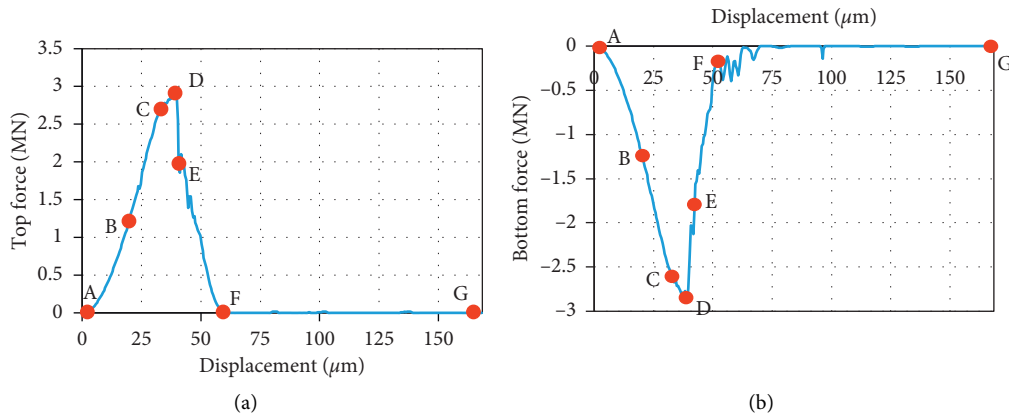 3.5
3
2.5
2
1.5
1
0.5
0
Top force (MN)
A
B
C
D
E
F
G
0 25 50 75 100 125 150
Displacement (μm)
(a)
Displacement (μm)
0
−0.5
−1
−1.5
−2
−2.5
−3
Bottom force (MN)
0 25 50 75 100 125 150
A
B
C
D
E
F
G
(b)